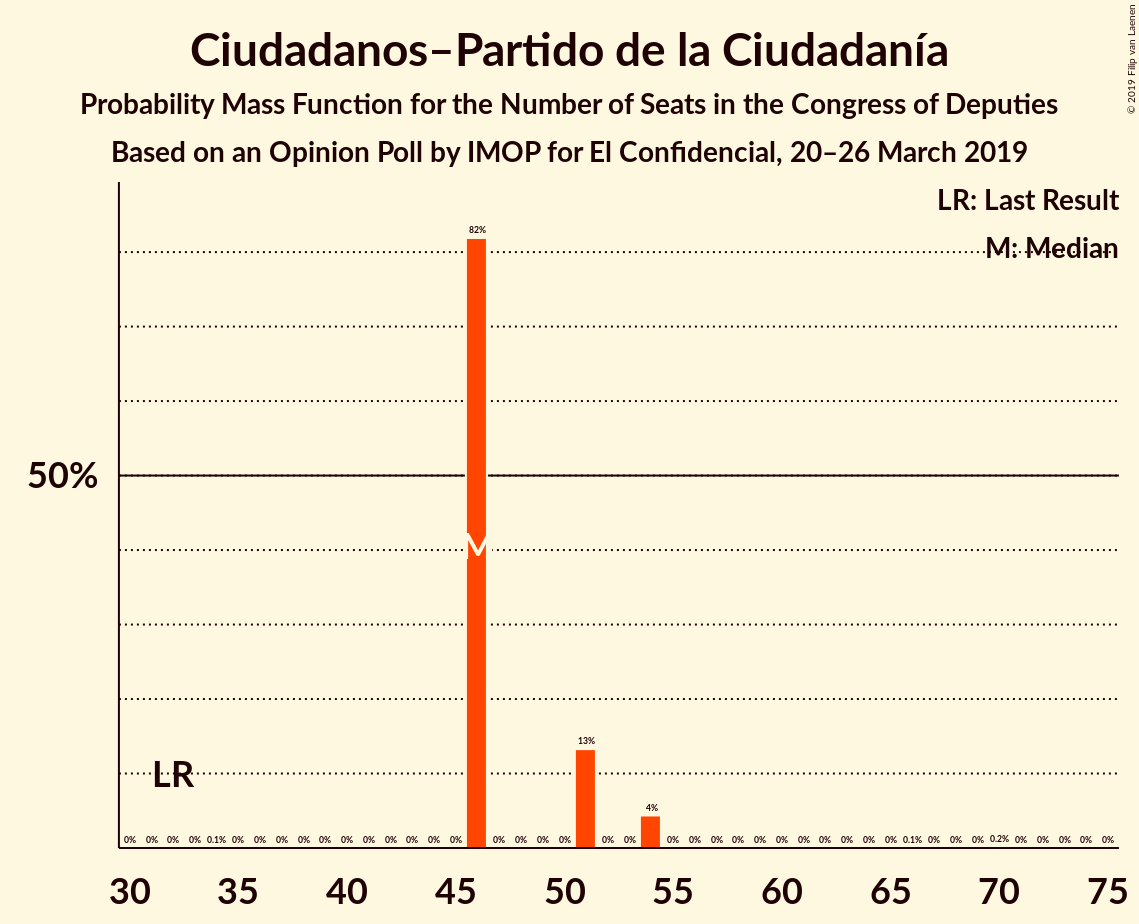 Ciudadanos–Partido de la Ciudadanía
Probability Mass Function for the Number of Seats in the Congress of Deputies
Based on an Opinion Poll by IMOP for El Confidencial, 20–26 March 2019
© 2019 Filip van Laenen
LR: Last Result
M: Median
82%
50%
M
13%
LR
4%
0% 0% 0% 0% 0.1% 0% 0% 0% 0% 0% 0% 0% 0% 0% 0% 0% 0% 0% 0% 0% 0% 0% 0% 0% 0% 0% 0% 0% 0% 0% 0% 0% 0% 0.1% 0% 0% 0% 0.2% 0% 0% 0% 0% 0%
30 35 40 45 50 55 60 65 70 75